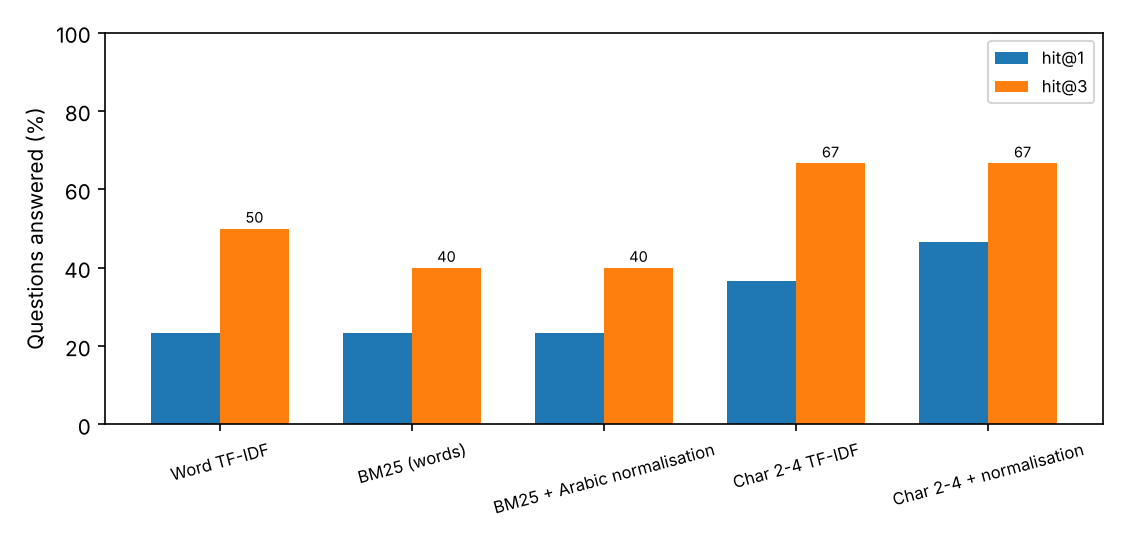 100
80
60
40
20
0
Questions answered (%)
hit@1
hit@3
50
40
40
67
67
Word TF-IDF
BM25 (words)
BM25 + Arabic normalisation
Char 2-4 TF-IDF
Char 2-4 + normalisation